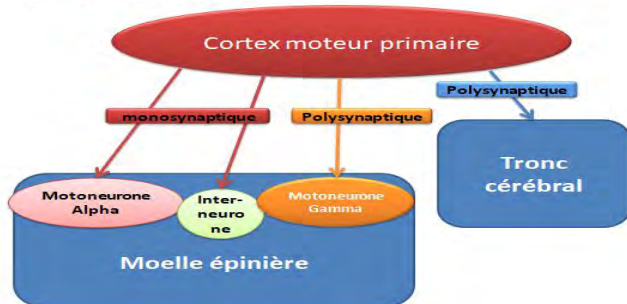 Cortex moteur primaire
Polysynaptique
monosynaptique
Polysynaptique
Motoneurone
Alpha
Inter-
neuro
ne
Motoneurone
Gamma
Tronc
cérébral
Moelle épinière